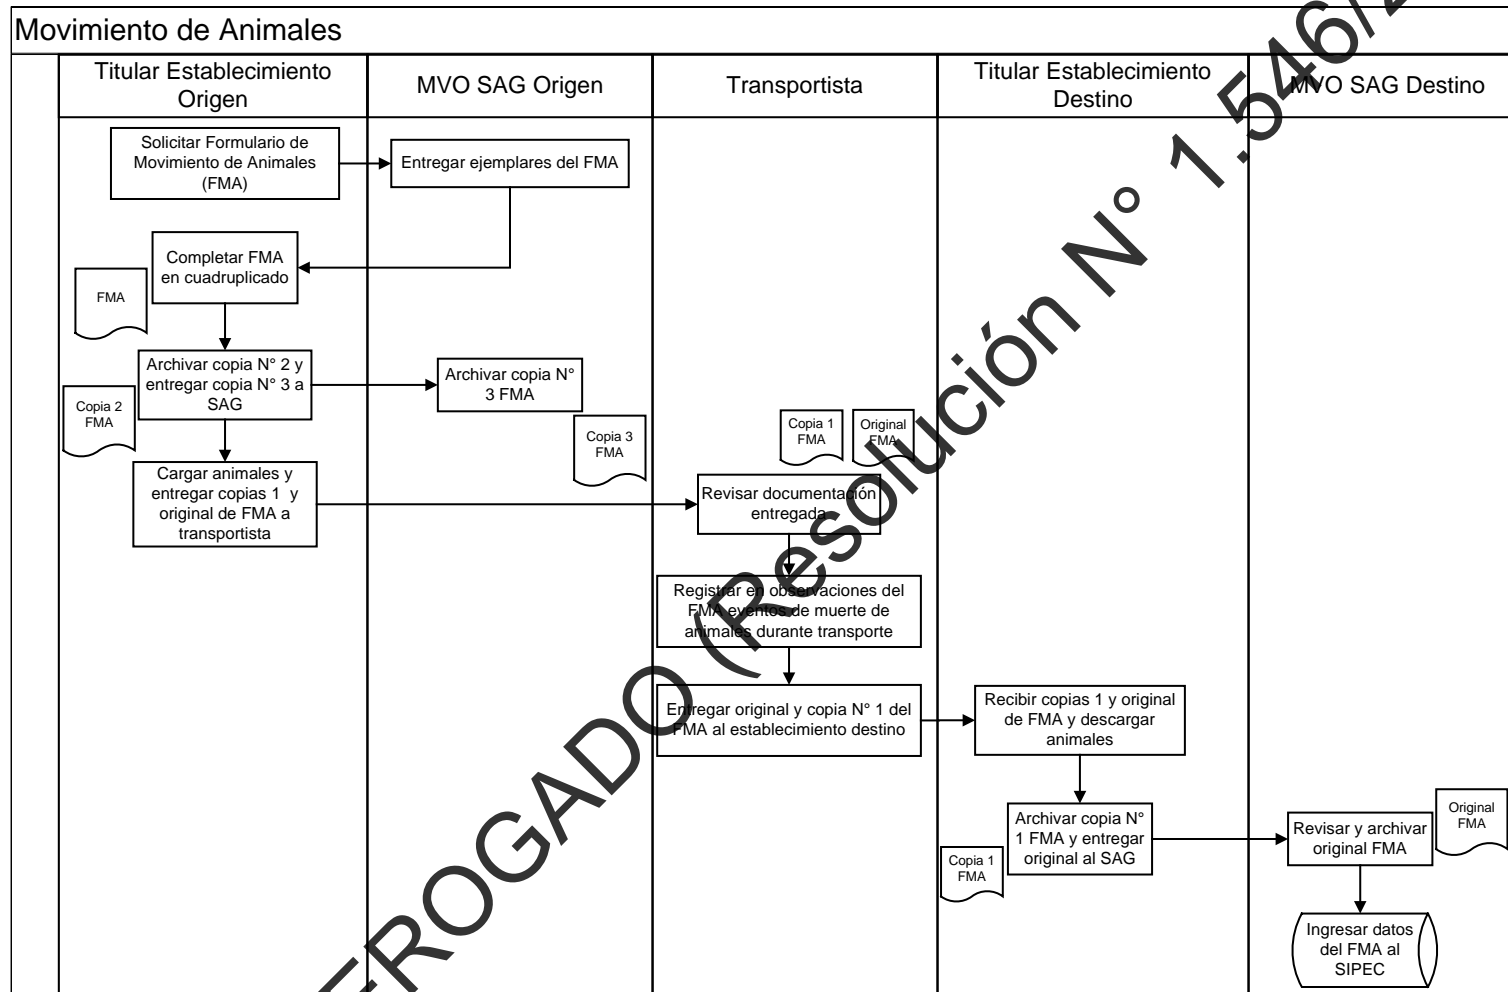 Movimiento de Animales
Titular Establecimiento
Origen
MVO SAG Origen
Transportista
Titular Establecimiento
Destino
MVO SAG Destino
Solicitar Formulario de
Movimiento de Animales
(FMA)
Entregar ejemplares del FMA
Completar FMA
en cuadruplicado
FMA
Archivar copia N° 2 y
entregar copia N° 3 a
SAG
Copia 2
FMA
Archivar copia N°
3 FMA
Copia 3
FMA
Cargar animales y
entregar copias 1 y
original de FMA a
transportista
Copia 1
FMA
Original
FMA
Revisar documentación
entregada
Registrar en observaciones del
FMA eventos de muerte de
animales durante transporte
Entregar original y copia N° 1 del
FMA al establecimiento destino
Recibir copias 1 y original
de FMA y descargar
animales
Archivar copia N°
1 FMA y entregar
original al SAG
Copia 1
FMA
Revisar y archivar
original FMA
Original
FMA
Ingresar datos
del FMA al
SIPEC
EROGADO (Resolución N° 1.546/2